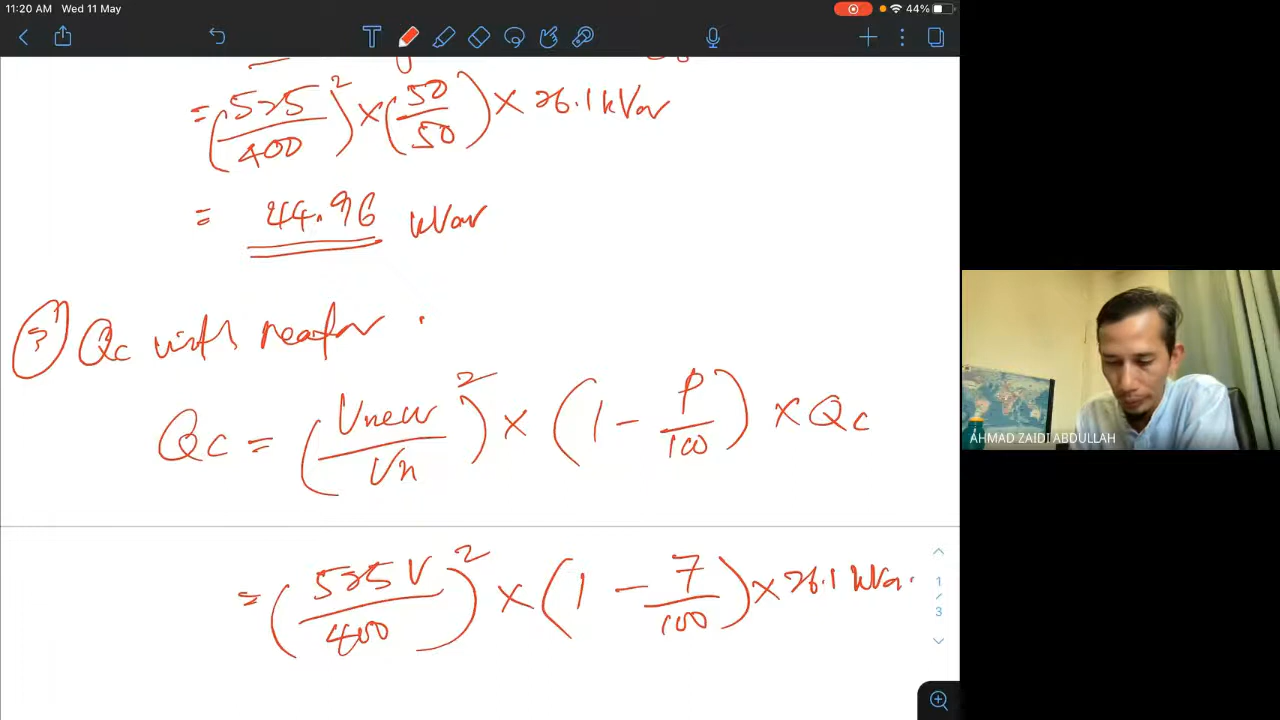 11:20 AM Wed 11 May
44%
= (525/400)² × (50/50) × 26.1 kVar
= 44.96 kVar
3 Qc with reactor.
Qc = (Vnew/Vn)² × (1 - P/100) × Qc
= (525 V/400)² × (1 - 7/100) × 26.1 kVar.
1/3
AHMAD ZAIDI ABDULLAH